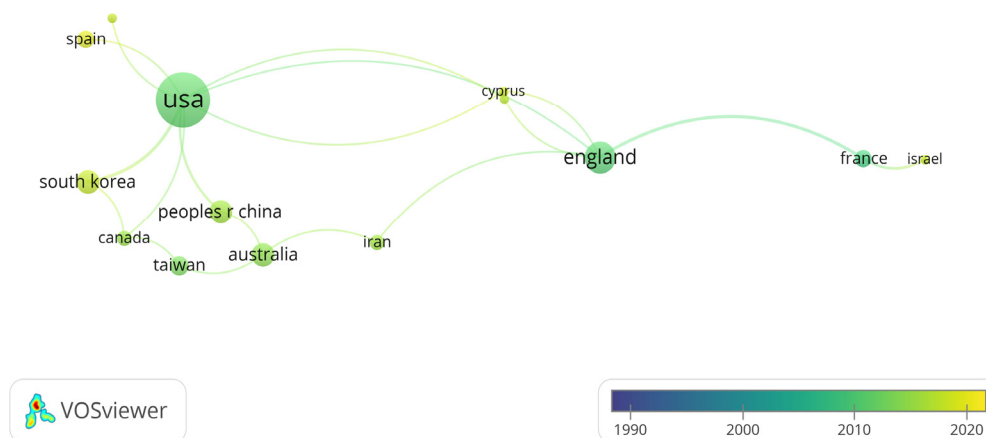 spain
usa
cyprus
england
france
israel
south korea
peoples r china
canada
iran
australia
taiwan
VOSviewer
1990
2000
2010
2020